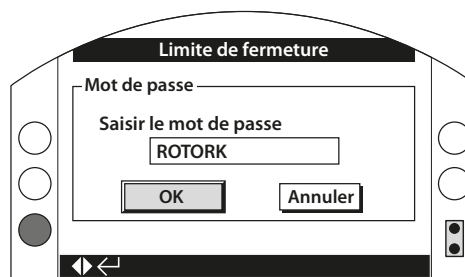 Limite de fermeture
Mot de passe
Saisir le mot de passe
ROTORK
OK Annuler